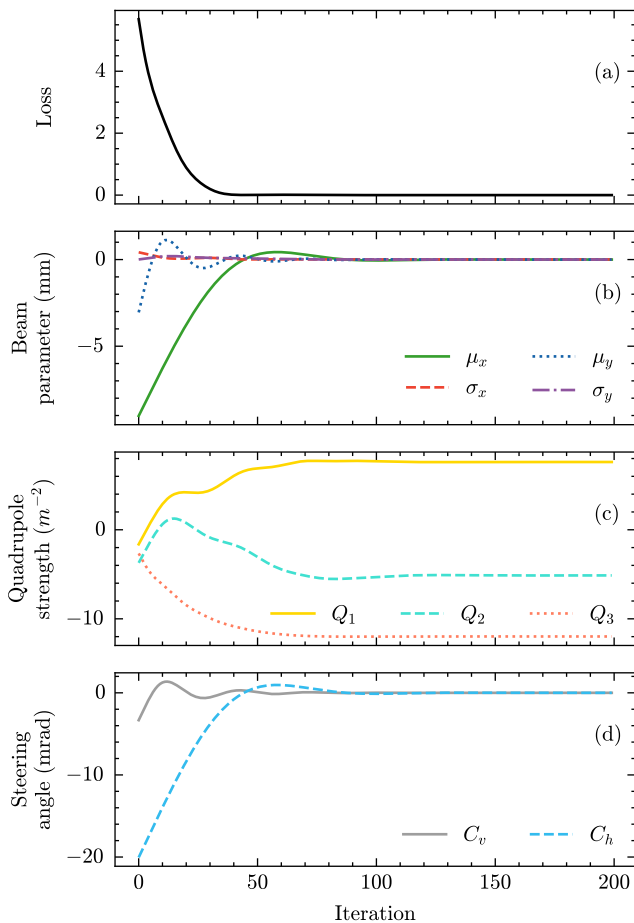 4
2
0
Loss
(a)
0
−5
Beam
parameter (mm)
(b)
μx μy
σx σy
0
−10
Quadrupole
strength (m⁻²)
(c)
Q1 Q2 Q3
0
−10
−20
Steering
angle (mrad)
(d)
Cv Ch
0 50 100 150 200
Iteration